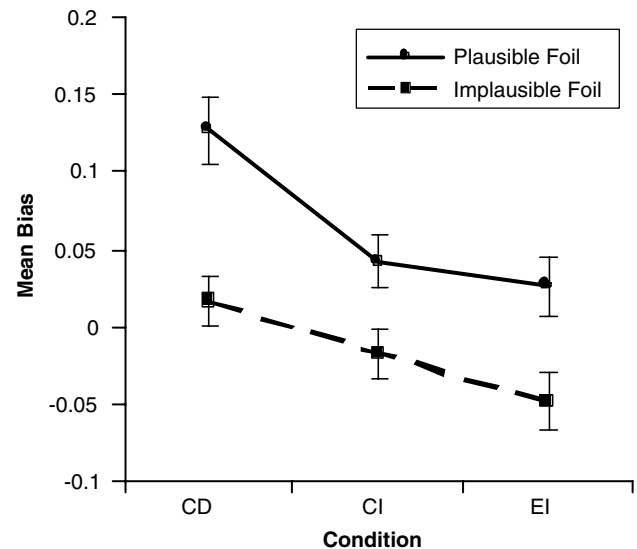 0.2
Plausible Foil
Implausible Foil
0.15
0.1
0.05
0
-0.05
-0.1
Mean Bias
CD CI EI
Condition